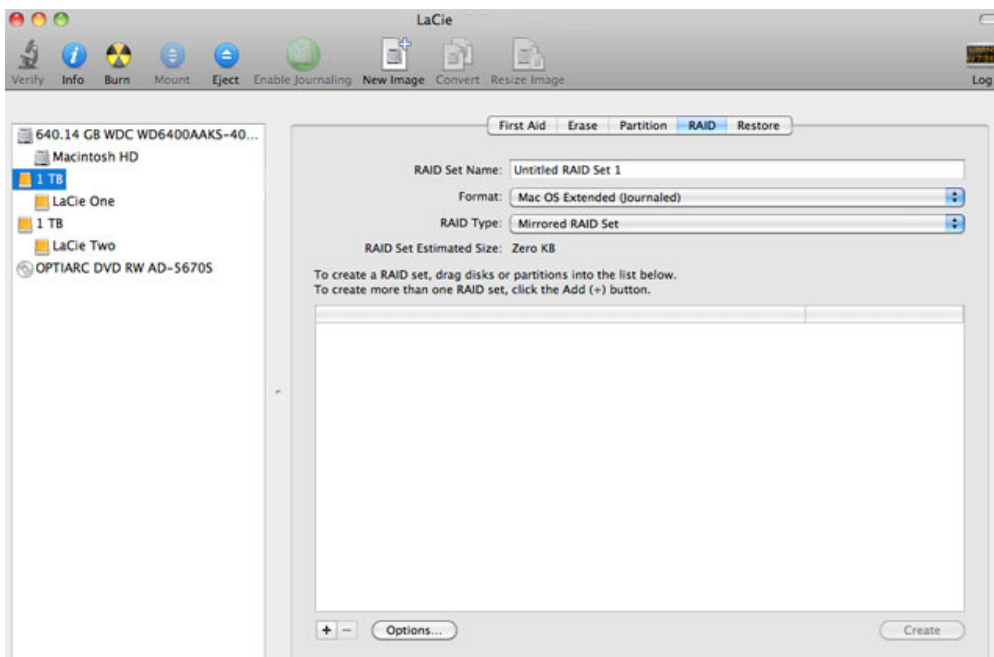 LaCie
Verify Info Burn Mount Eject Enable Journaling New Image Convert Resize Image Log
640.14 GB WDC WD6400AAKS-40...
Macintosh HD
1 TB
LaCie One
1 TB
LaCie Two
OPTIARC DVD RW AD-5670S
First Aid Erase Partition RAID Restore
RAID Set Name: Untitled RAID Set 1
Format: Mac OS Extended (Journaled)
RAID Type: Mirrored RAID Set
RAID Set Estimated Size: Zero KB
To create a RAID set, drag disks or partitions into the list below.
To create more than one RAID set, click the Add (+) button.
+ − Options... Create